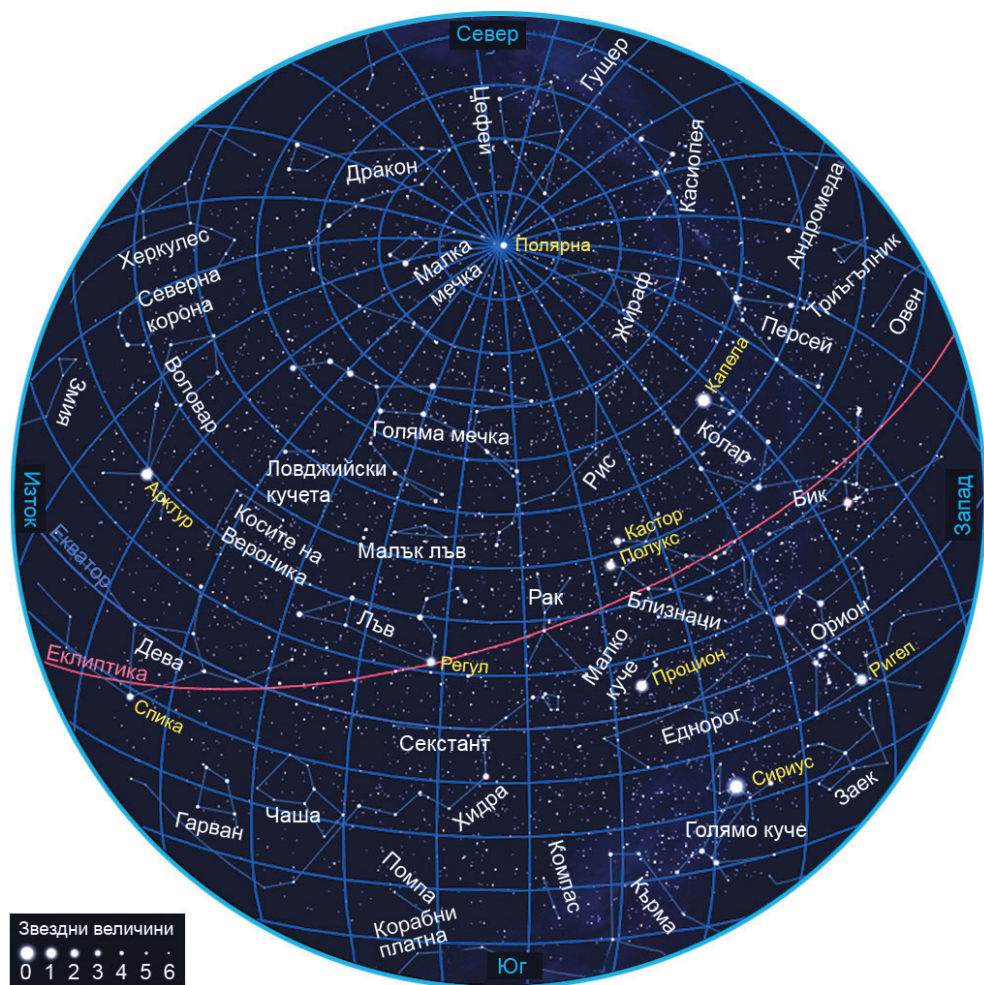 Север
Гущер
Цефей
Касиопея
Дракон
Андромеда
Херкулес
Полярна
Малка
мечка
Триъгълник
Северна
корона
Жираф
Овен
Персей
Капела
Змия
Воловар
Голяма мечка
Колар
Изток
Ловджийски
кучета
Рис
Запад
Арктур
Бик
Косите на
Вероника
Кастор
Полукс
Екватор
Малък лъв
Рак
Близнаци
Лъв
Орион
Дева
Малко
куче
Еклиптика
Регул
Процион
Ригел
Спика
Секстант
Еднорог
Сириус
Заек
Гарван
Чаша
Хидра
Голямо куче
Помпа
Компас
Кърма
Корабни
платна
Юг
Звездни величини
0 1 2 3 4 5 6